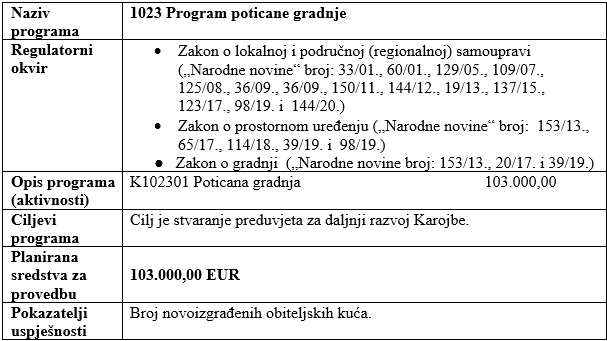 Naziv programa
1023 Program poticane gradnje
Regulatorni okvir
• Zakon o lokalnoj i područnoj (regionalnoj) samoupravi
(„Narodne novine“ broj: 33/01., 60/01., 129/05., 109/07.,
125/08., 36/09., 36/09., 150/11., 144/12., 19/13., 137/15.,
123/17., 98/19. i 144/20.)
• Zakon o prostornom uređenju („Narodne novine“ broj: 153/13.,
65/17., 114/18., 39/19. i 98/19.)
● Zakon o gradnji („Narodne novine broj: 153/13., 20/17. i 39/19.)
Opis programa
(aktivnosti)
K102301 Poticana gradnja 103.000,00
Ciljevi
programa
Cilj je stvaranje preduvjeta za daljnji razvoj Karojbe.
Planirana
sredstva za
provedbu
103.000,00 EUR
Pokazatelji
uspješnosti
Broj novoizgrađenih obiteljskih kuća.